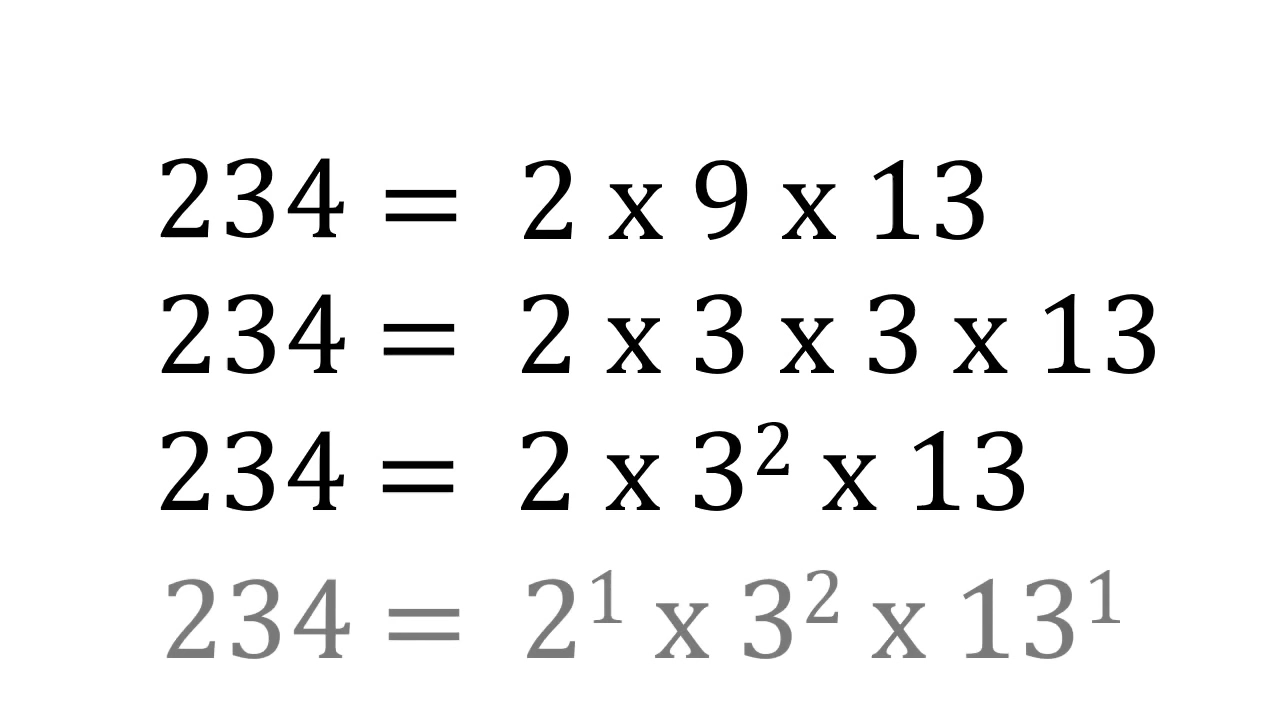 234 = 2 x 9 x 13
234 = 2 x 3 x 3 x 13
234 = 2 x 3² x 13
234 = 2¹ x 3² x 13¹